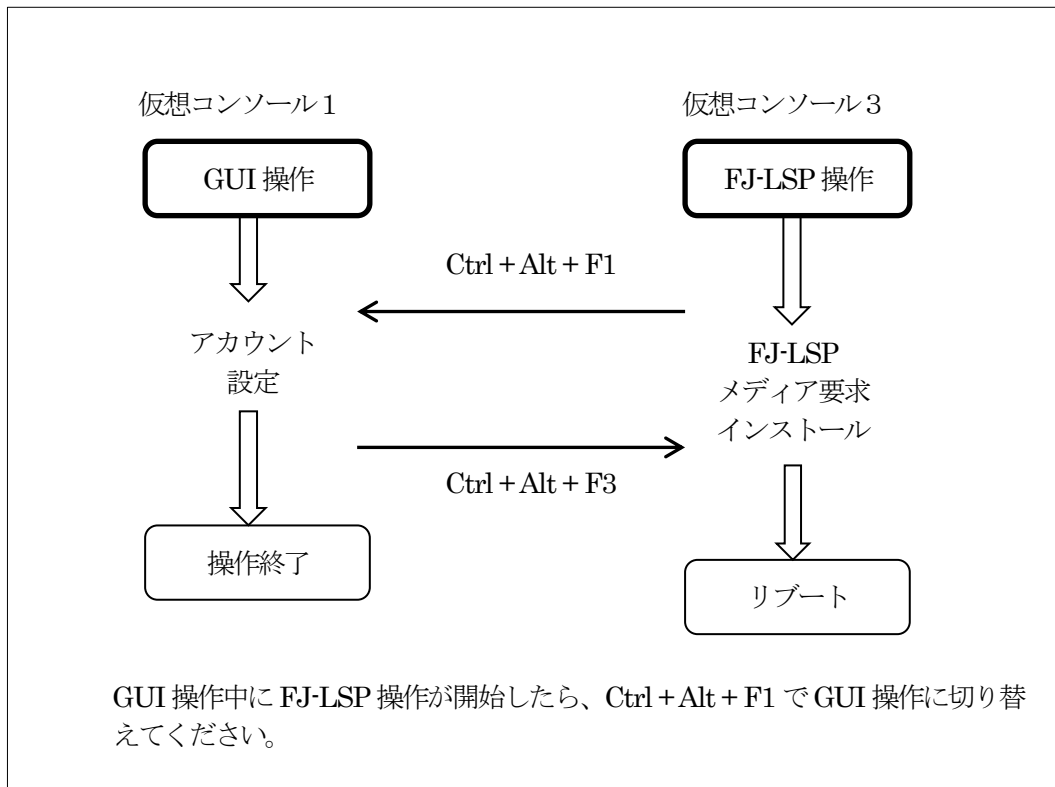 仮想コンソール１
仮想コンソール３
GUI 操作
FJ-LSP 操作
Ctrl + Alt + F1
アカウント
設定
FJ-LSP
メディア要求
インストール
Ctrl + Alt + F3
操作終了
リブート
GUI 操作中に FJ-LSP 操作が開始したら、Ctrl + Alt + F1 で GUI 操作に切り替
えてください。